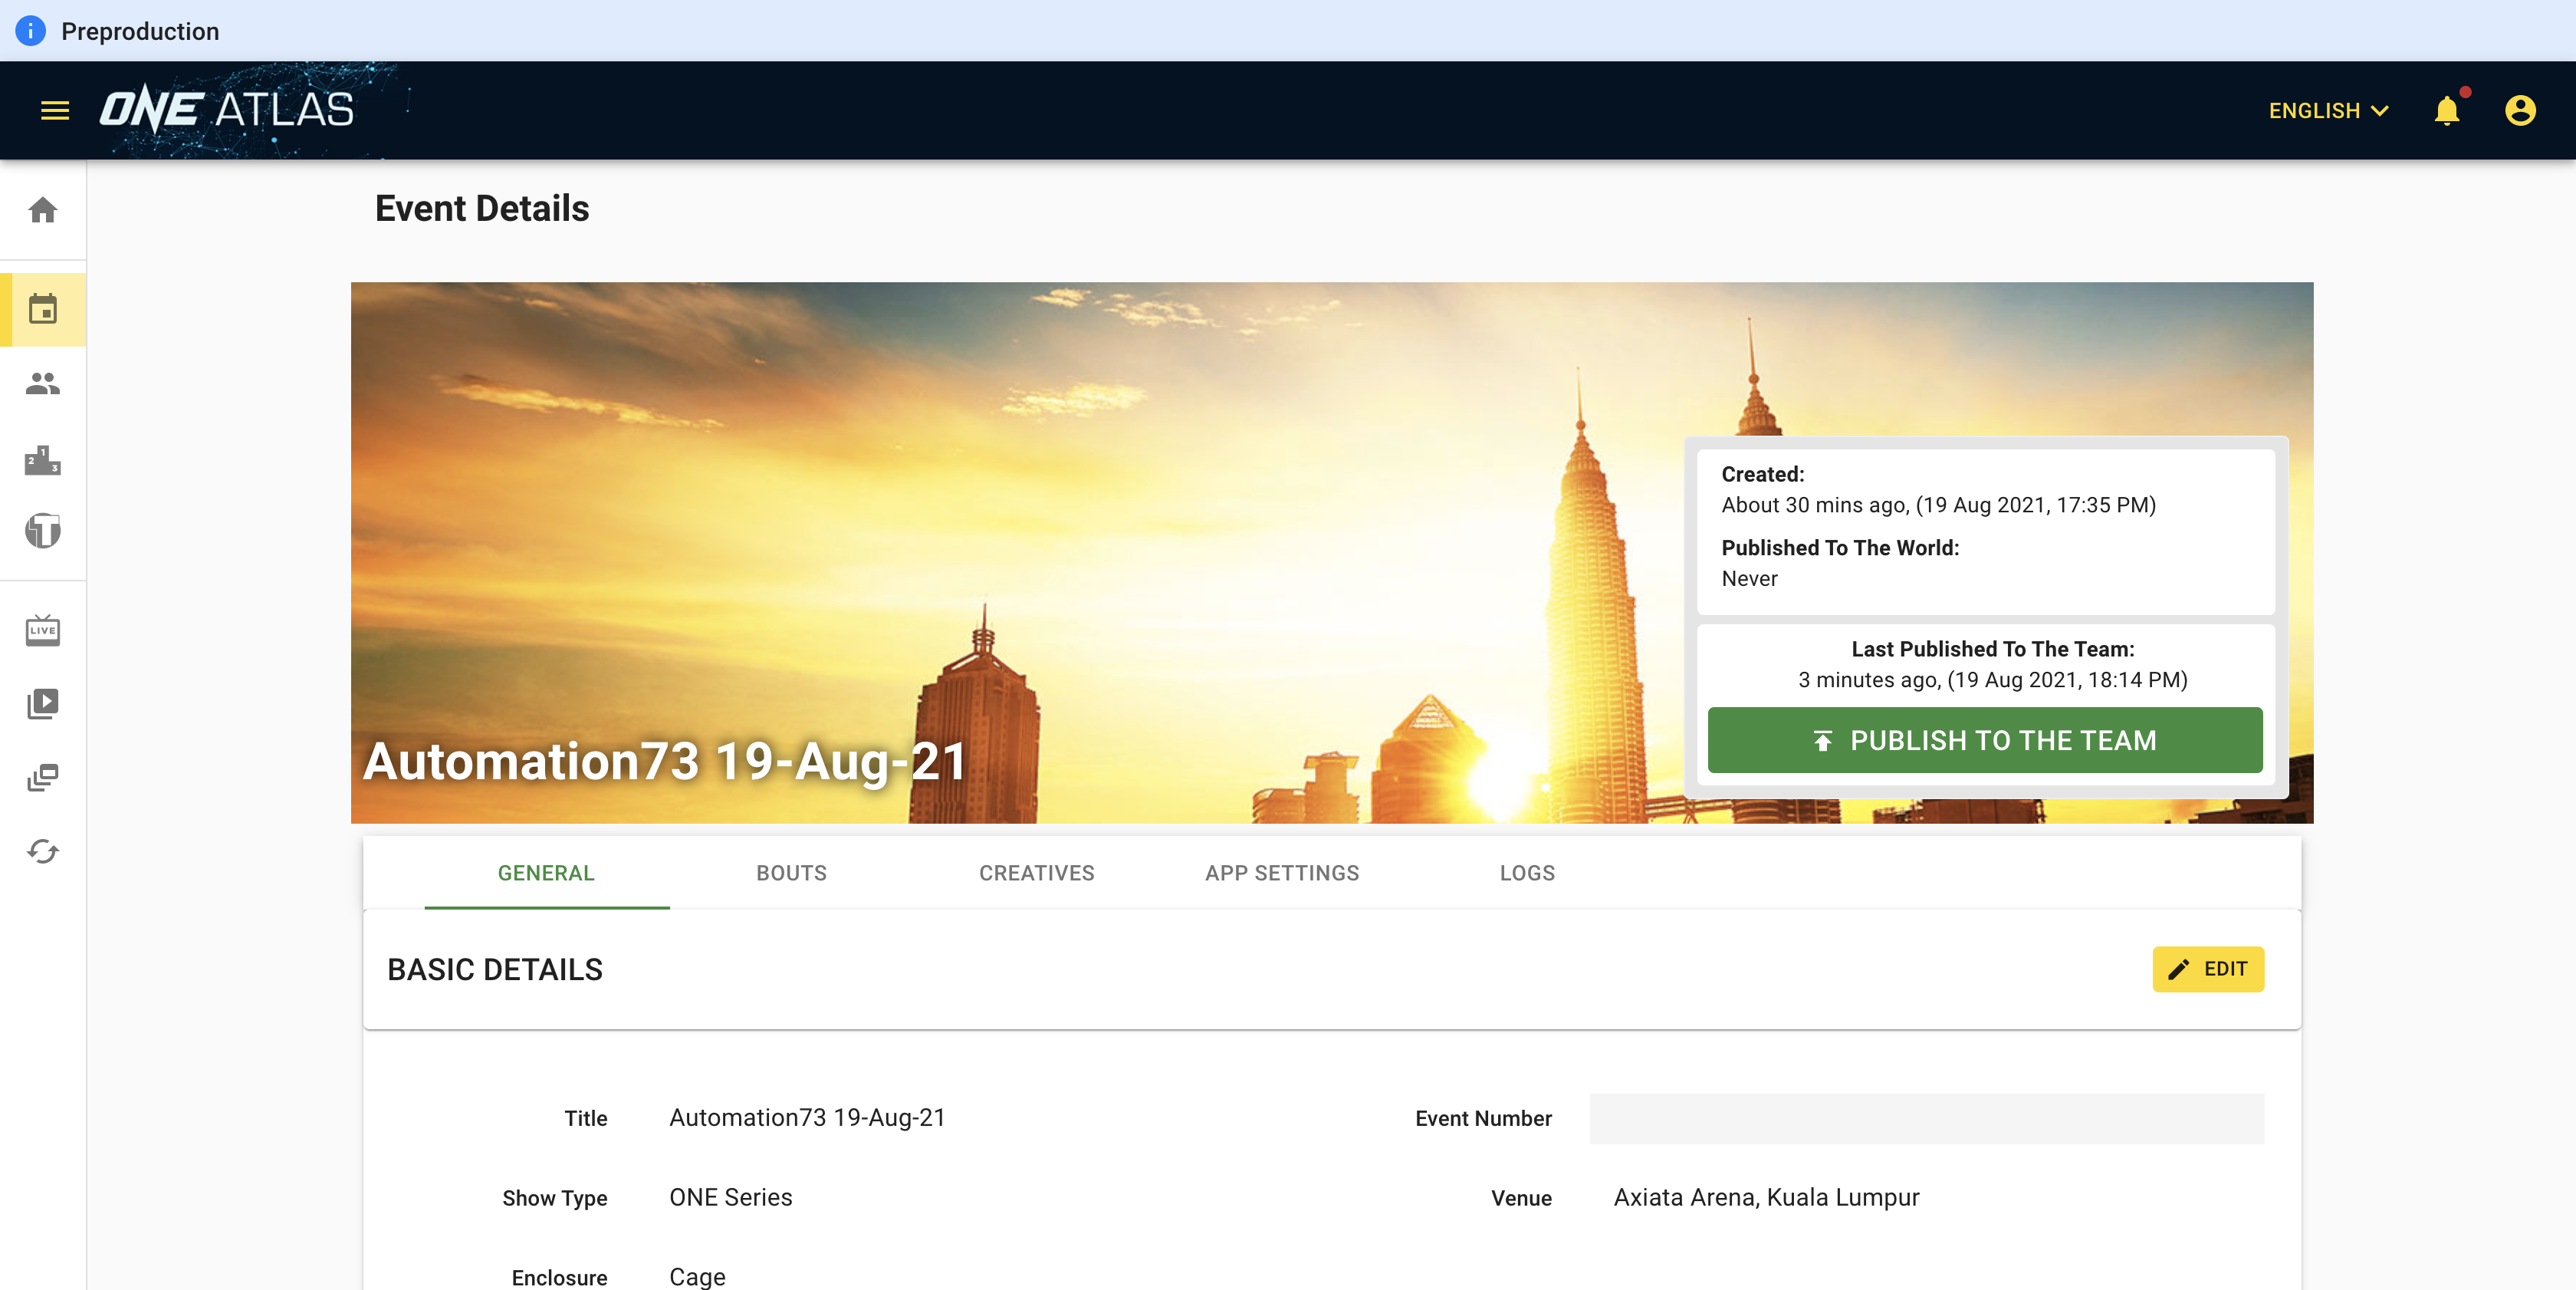 Preproduction
ONE ATLAS
ENGLISH
Event Details
Created:
About 30 mins ago, (19 Aug 2021, 17:35 PM)
Published To The World:
Never
Last Published To The Team:
3 minutes ago, (19 Aug 2021, 18:14 PM)
PUBLISH TO THE TEAM
Automation73 19-Aug-21
GENERAL
BOUTS
CREATIVES
APP SETTINGS
LOGS
2 1 3
LIVE
BASIC DETAILS
EDIT
Title
Automation73 19-Aug-21
Event Number
Show Type
ONE Series
Venue
Axiata Arena, Kuala Lumpur
Enclosure
Cage